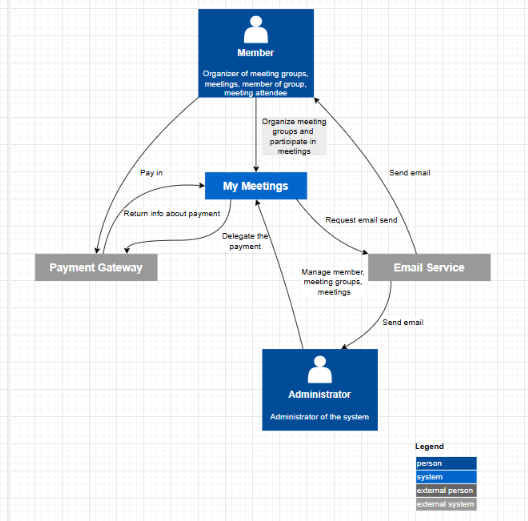 Member
Organizer of meeting groups,
meetings, member of group,
meeting attendee
Organize meeting
groups and
participate in
meetings
Pay in
Send email
My Meetings
Return info about payment
Request email send
Delegate the
payment
Payment Gateway
Email Service
Manage member,
meeting groups,
meetings
Send email
Administrator
Administrator of the system
Legend
person
system
external person
external system